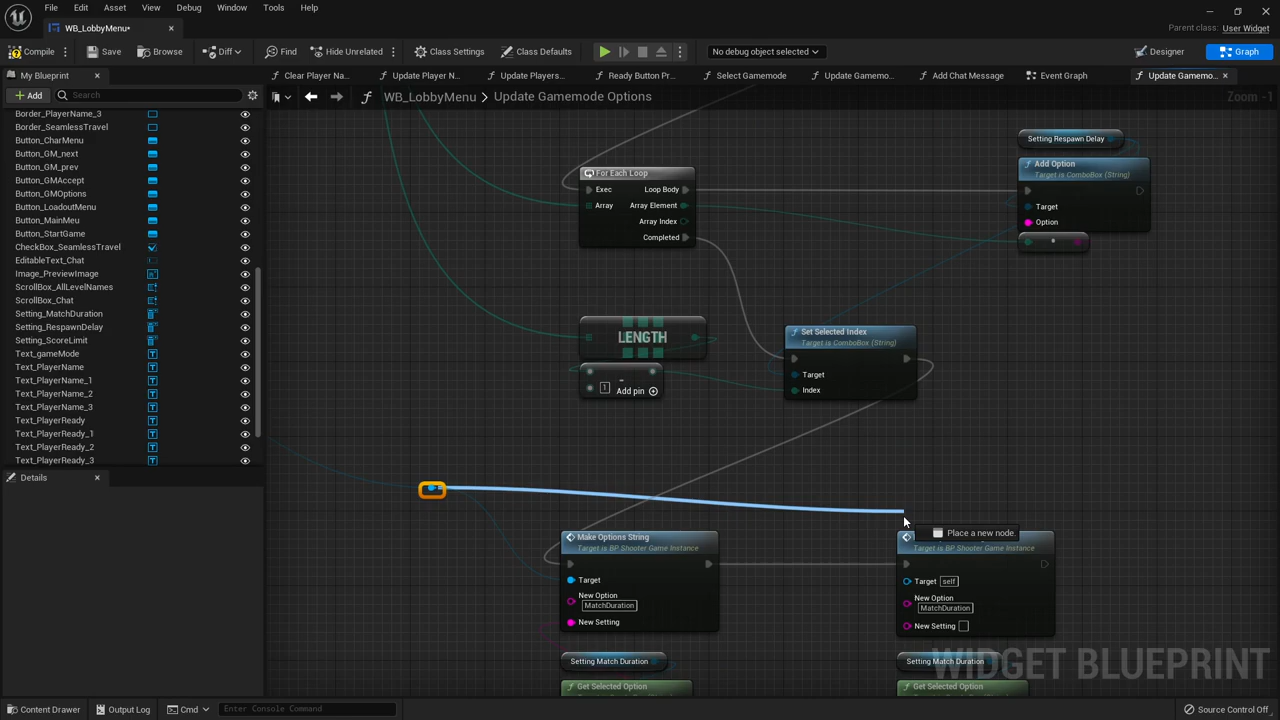 File Edit Asset View Debug Window Tools Help
WB_LobbyMenu*
Parent class: User Widget
Compile Save Browse Diff Find Hide Unrelated Class Settings Class Defaults No debug object selected Designer Graph
My Blueprint
Clear Player Na... Update Player N... Update Players... Ready Button Pr... Select Gamemode Update Gamemo... Add Chat Message Event Graph Update Gamemo...
Add Search
WB_LobbyMenu > Update Gamemode Options
Zoom -1
Border_PlayerName_3
Border_SeamlessTravel
Button_CharMenu
Button_GM_next
Button_GM_prev
Button_GMAccept
Button_GMOptions
Button_LoadoutMenu
Button_MainMeu
Button_StartGame
CheckBox_SeamlessTravel
EditableText_Chat
Image_PreviewImage
ScrollBox_AllLevelNames
ScrollBox_Chat
Setting_MatchDuration
Setting_RespawnDelay
Setting_ScoreLimit
Text_gameMode
Text_PlayerName
Text_PlayerName_1
Text_PlayerName_2
Text_PlayerName_3
Text_PlayerReady
Text_PlayerReady_1
Text_PlayerReady_2
Text_PlayerReady_3
Details
Setting Respawn Delay
Add Option
Target is ComboBox (String)
Target
Option
For Each Loop
Exec Loop Body
Array Array Element
Array Index
Completed
LENGTH
-
1 Add pin
Set Selected Index
Target is ComboBox (String)
Target
Index
Place a new node.
Make Options String
Target is BP Shooter Game Instance
Target
New Option
MatchDuration
New Setting
Setting Match Duration
Get Selected Option
Target is BP Shooter Game Instance
Target self
New Option
MatchDuration
New Setting
Setting Match Duration
Get Selected Option
WIDGET BLUEPRINT
Content Drawer Output Log Cmd Enter Console Command Source Control Off